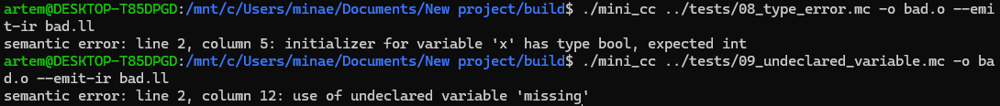 artem@DESKTOP-T85DPGD:/mnt/c/Users/minae/Documents/New project/build$ ./mini_cc ../tests/08_type_error.mc -o bad.o --emi
t-ir bad.ll
semantic error: line 2, column 5: initializer for variable 'x' has type bool, expected int
artem@DESKTOP-T85DPGD:/mnt/c/Users/minae/Documents/New project/build$ ./mini_cc ../tests/09_undeclared_variable.mc -o ba
d.o --emit-ir bad.ll
semantic error: line 2, column 12: use of undeclared variable 'missing'